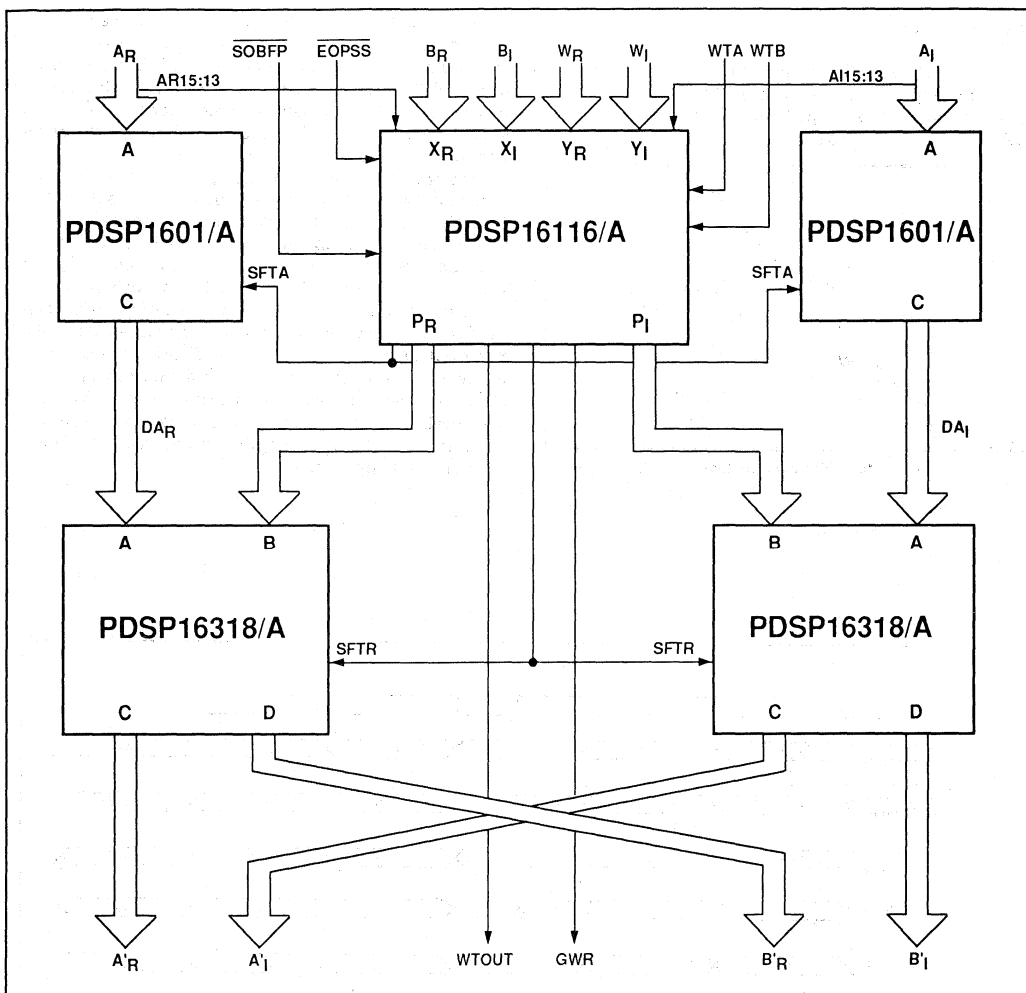 A_R SOBFP EOPSS B_R B_I W_R W_I WTA WTB A_I
AR15:13 AI15:13
A X_R X_I Y_R Y_I A
PDSP1601/A PDSP16116/A PDSP1601/A
SFTA SFTA
C P_R P_I C
DA_R DA_I
A B B A
PDSP16318/A PDSP16318/A
SFTR SFTR
C D C D
A'_R A'_I WTOUT GWR B'_R B'_I